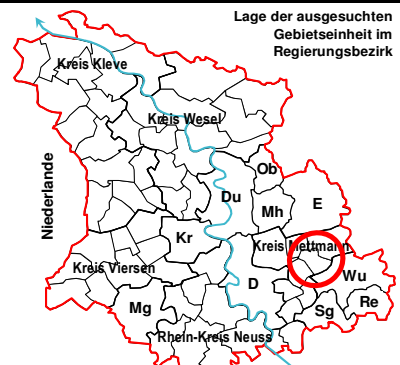 Lage der ausgesuchten
Gebietseinheit im
Regierungsbezirk
Kreis Kleve
Kreis Wesel
Niederlande
Ob
Du
E
Mh
Kr
Kreis Mettmann
Kreis Viersen
Wu
D
Re
Mg
Sg
Rhein-Kreis Neuss